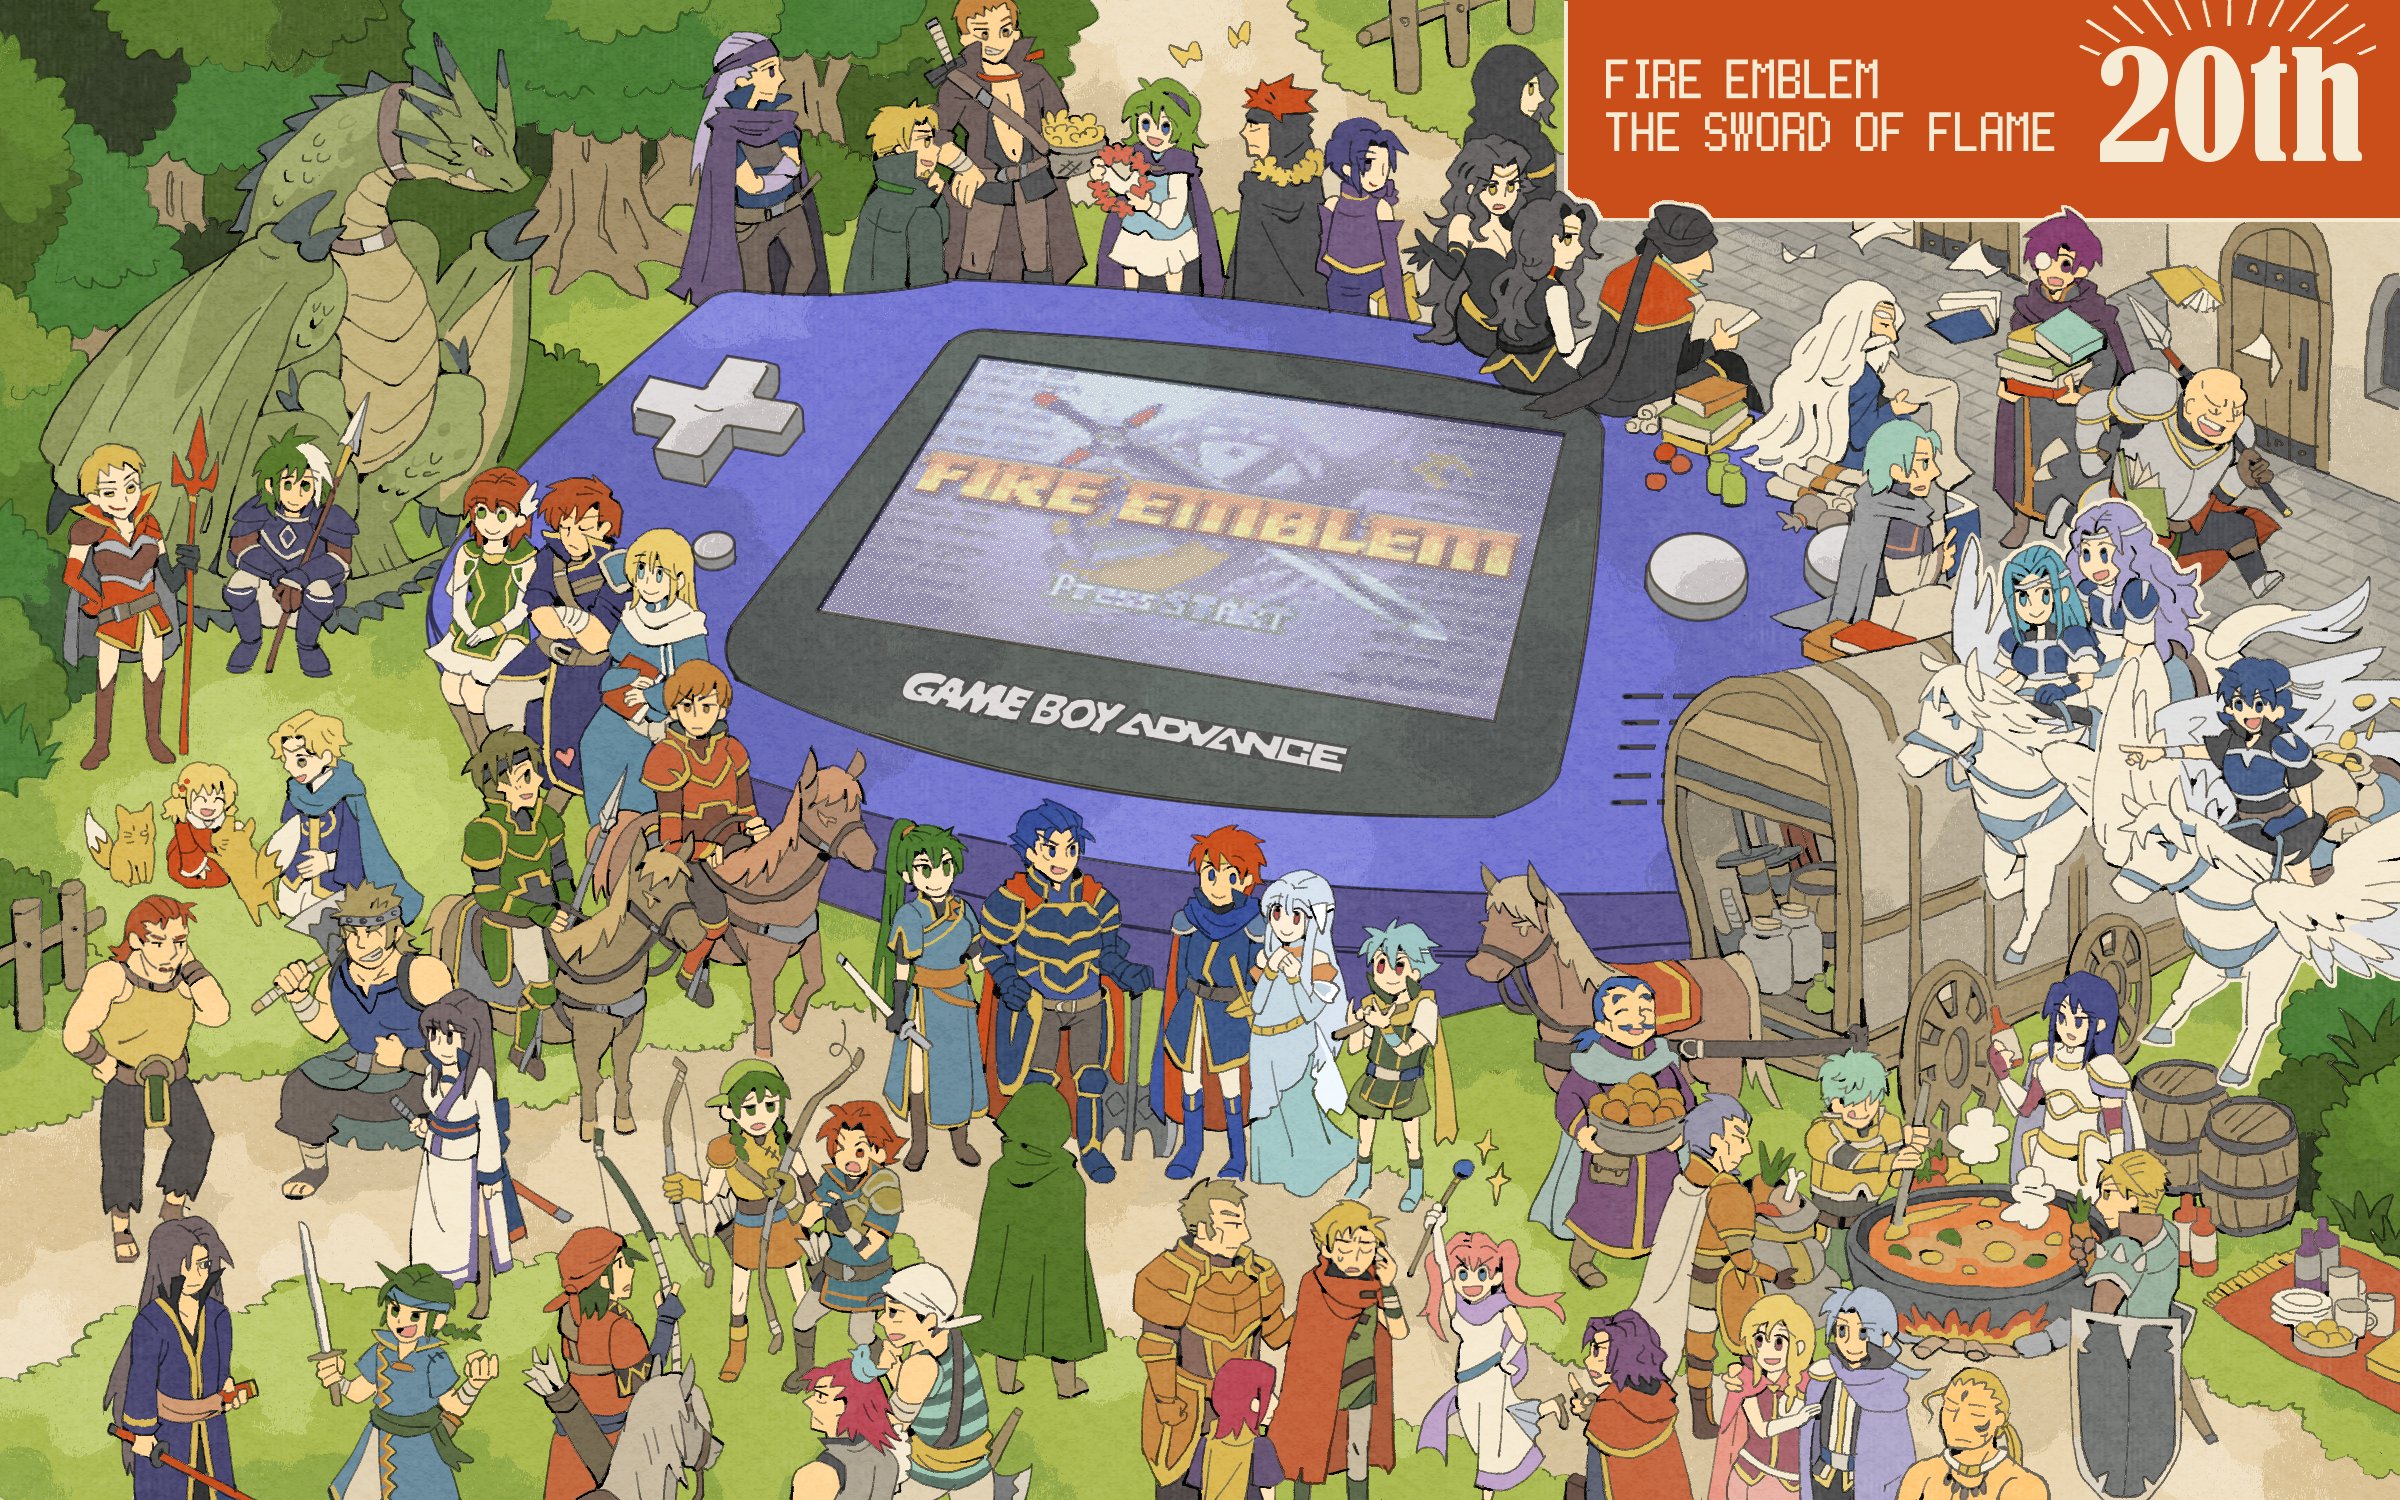 FIRE EMBLEM
THE SWORD OF FLAME
20th
FIRE EMBLEM
Press START
GAME BOY ADVANCE